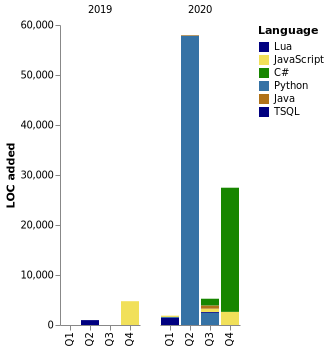 2019 2020
Language
Lua
JavaScript
C#
Python
Java
TSQL
LOC added
60,000
50,000
40,000
30,000
20,000
10,000
0
Q1 Q2 Q3 Q4 Q1 Q2 Q3 Q4